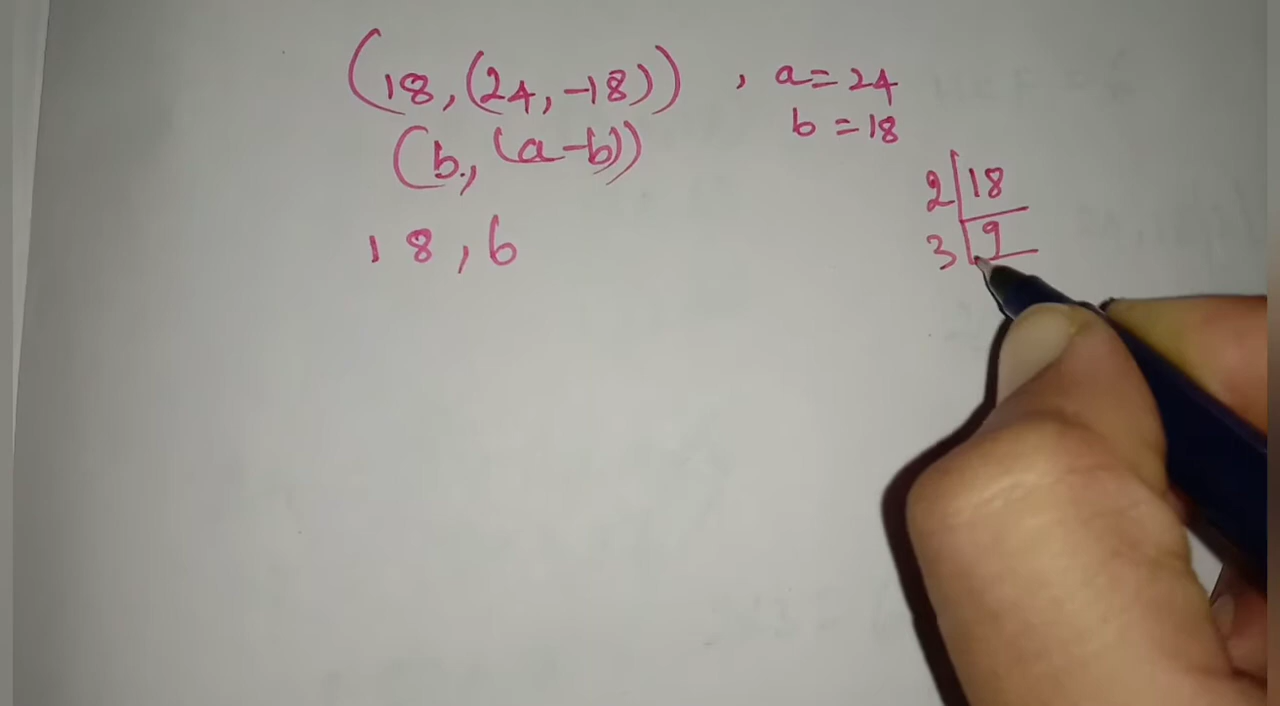 (18, (24, -18)) , a = 24
b = 18
(b, (a-b))
2 | 18
3 | 9
18, 6